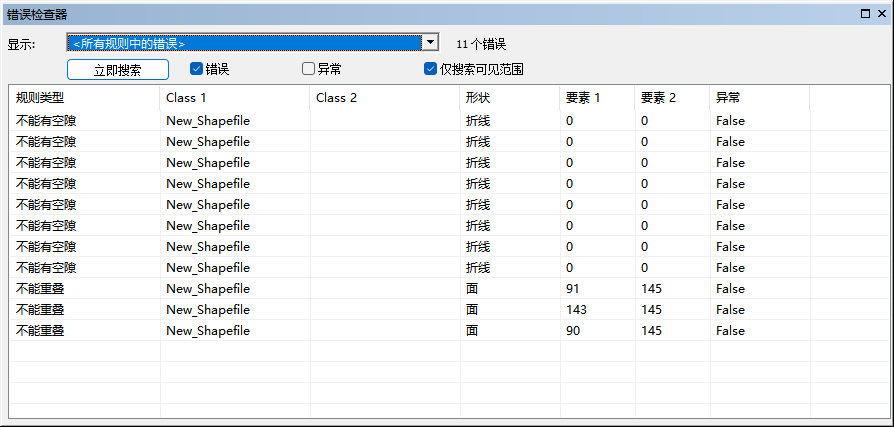 错误检查器
显示: <所有规则中的错误> 11 个错误
立即搜索 错误 异常 仅搜索可见范围
规则类型 Class 1 Class 2 形状 要素 1 要素 2 异常
不能有空隙 New_Shapefile 折线 0 0 False
不能有空隙 New_Shapefile 折线 0 0 False
不能有空隙 New_Shapefile 折线 0 0 False
不能有空隙 New_Shapefile 折线 0 0 False
不能有空隙 New_Shapefile 折线 0 0 False
不能有空隙 New_Shapefile 折线 0 0 False
不能有空隙 New_Shapefile 折线 0 0 False
不能有空隙 New_Shapefile 折线 0 0 False
不能重叠 New_Shapefile 面 91 145 False
不能重叠 New_Shapefile 面 143 145 False
不能重叠 New_Shapefile 面 90 145 False